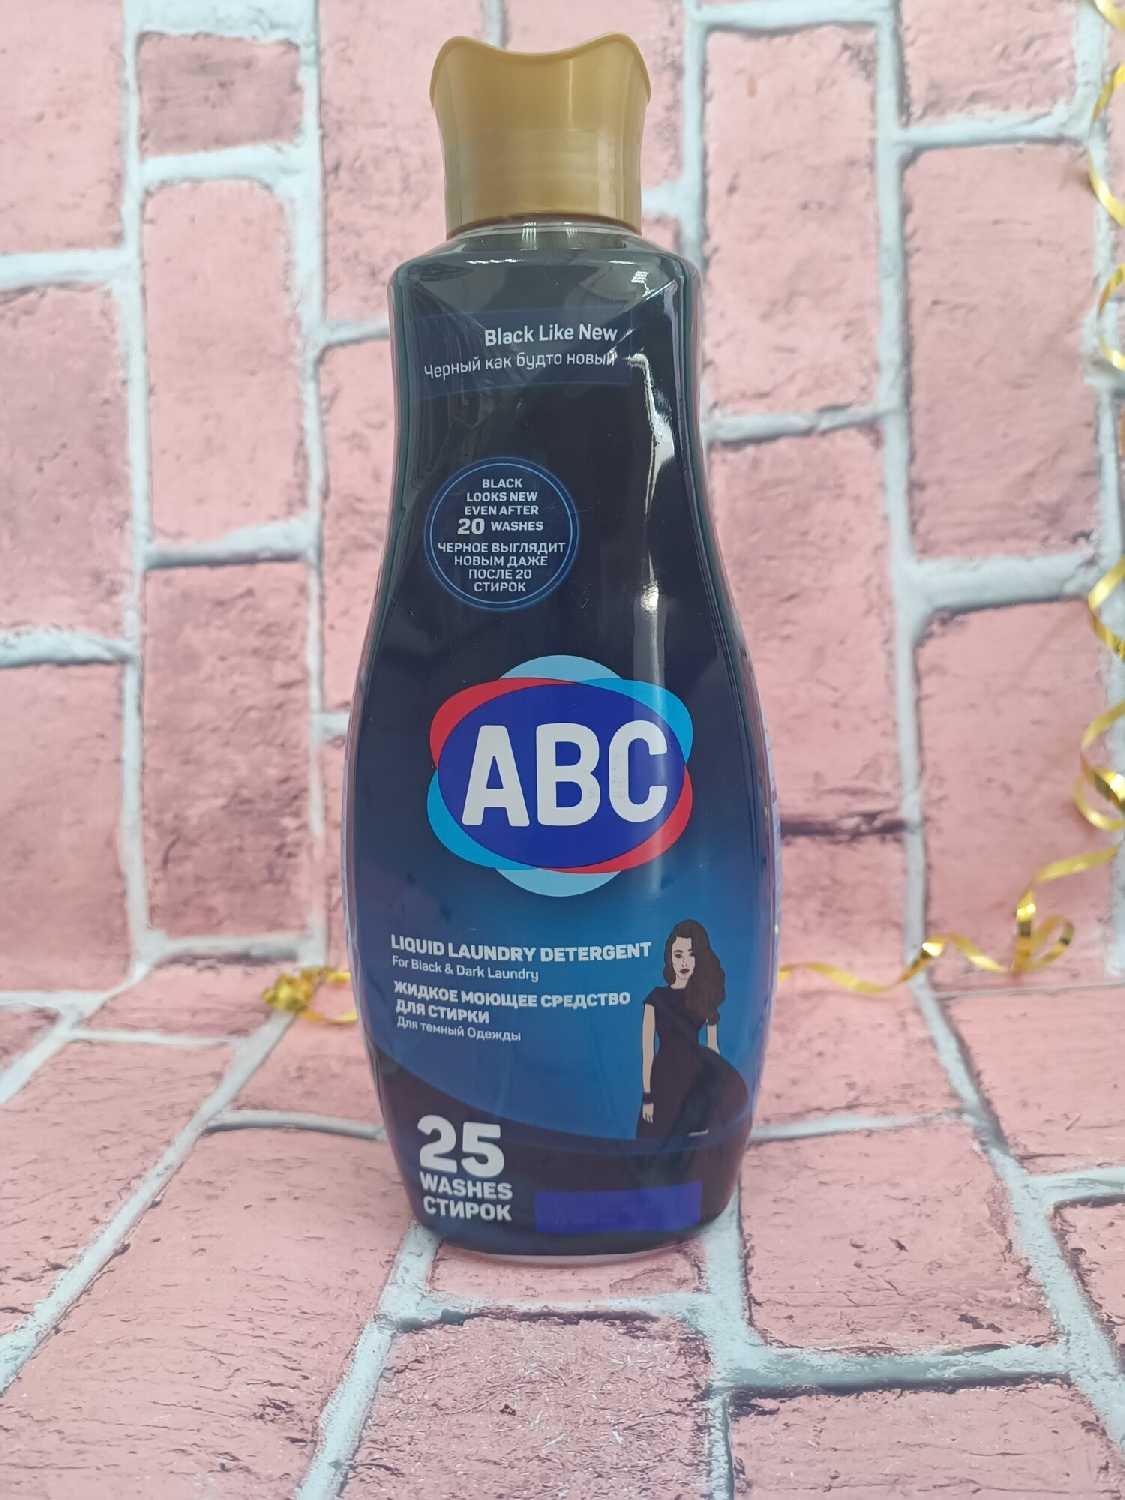 Black Like New
Черный как будто новый
BLACK
LOOKS NEW
EVEN AFTER
20 WASHES
ЧЕРНОЕ ВЫГЛЯДИТ
НОВЫМ ДАЖЕ
ПОСЛЕ 20
СТИРОК
ABC
LIQUID LAUNDRY DETERGENT
For Black & Dark Laundry
ЖИДКОЕ МОЮЩЕЕ СРЕДСТВО
ДЛЯ СТИРКИ
Для темный Одежды
25
WASHES
СТИРОК